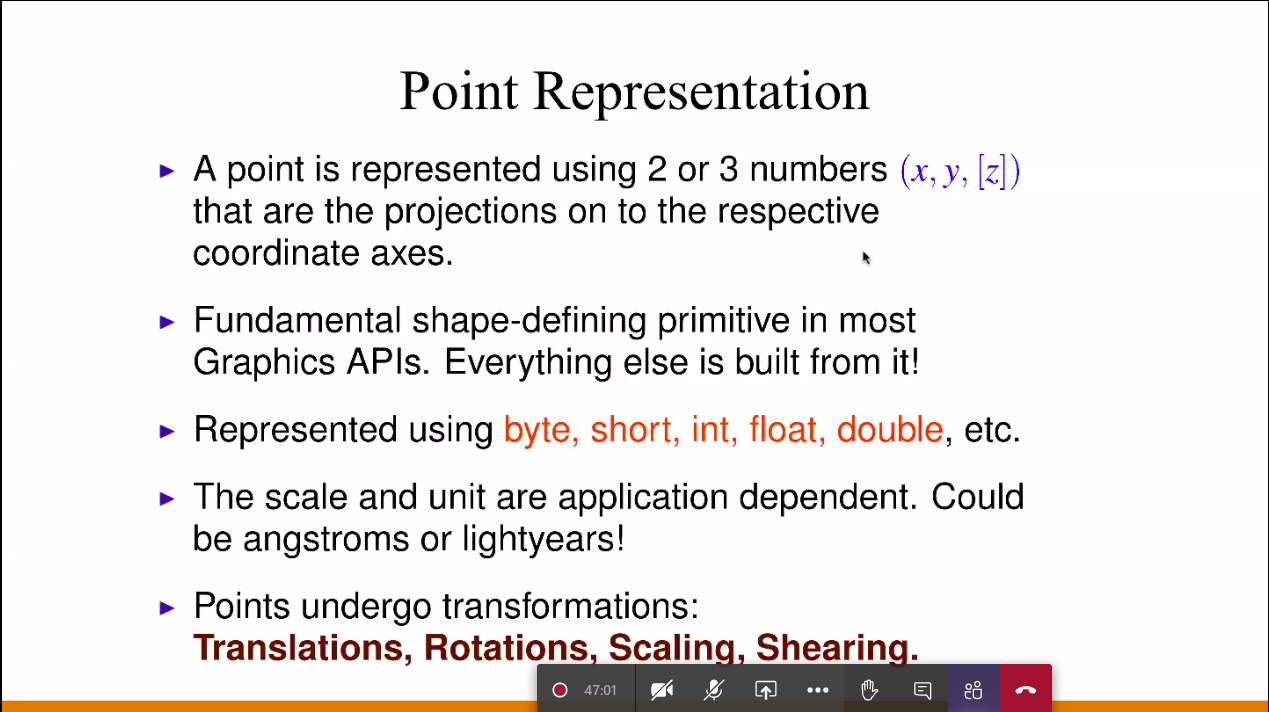 Point Representation
► A point is represented using 2 or 3 numbers (x, y, [z])
that are the projections on to the respective
coordinate axes.
► Fundamental shape-defining primitive in most
Graphics APIs. Everything else is built from it!
► Represented using byte, short, int, float, double, etc.
► The scale and unit are application dependent. Could
be angstroms or lightyears!
► Points undergo transformations:
Translations, Rotations, Scaling, Shearing.
47:01